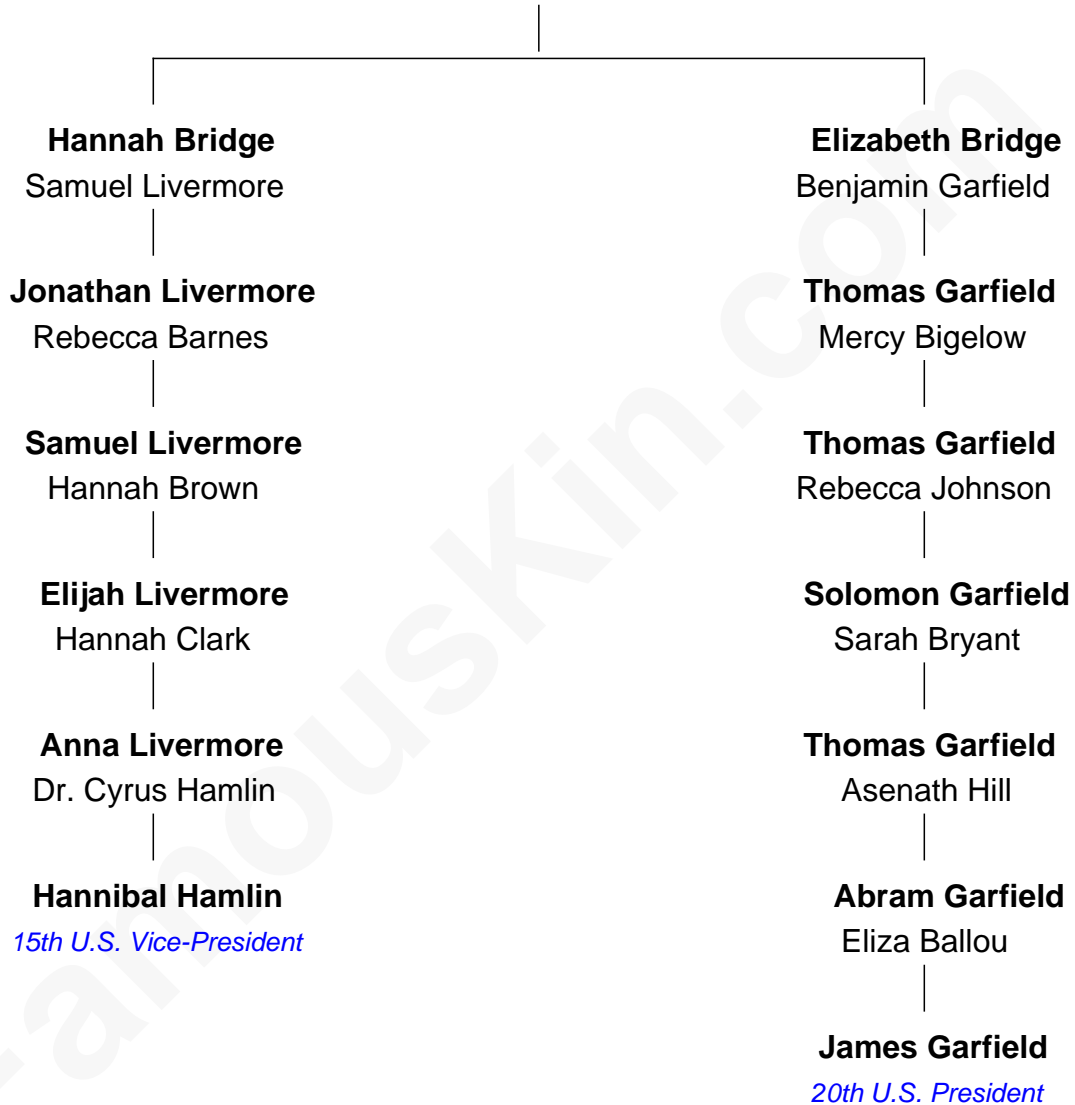 Hannah Bridge
Samuel Livermore
Elizabeth Bridge
Benjamin Garfield
Jonathan Livermore
Rebecca Barnes
Thomas Garfield
Mercy Bigelow
Samuel Livermore
Hannah Brown
Thomas Garfield
Rebecca Johnson
Elijah Livermore
Hannah Clark
Solomon Garfield
Sarah Bryant
Anna Livermore
Dr. Cyrus Hamlin
Thomas Garfield
Asenath Hill
Hannibal Hamlin
15th U.S. Vice-President
Abram Garfield
Eliza Ballou
James Garfield
20th U.S. President
FamousKin.com